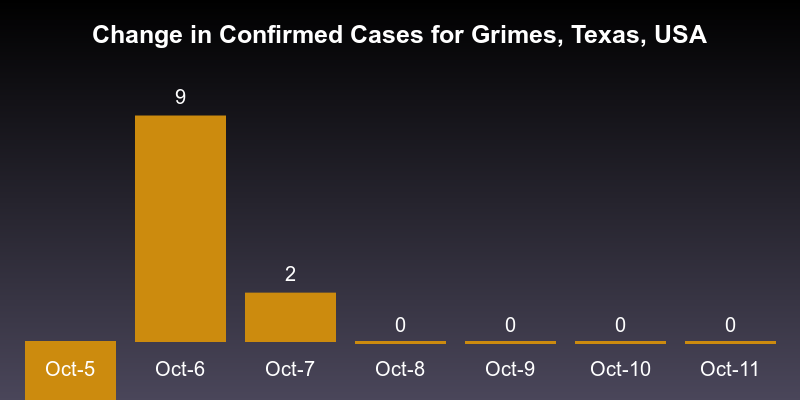 Change in Confirmed Cases for Grimes, Texas, USA
9
2
0
0
0
0
Oct-5
Oct-6
Oct-7
Oct-8
Oct-9
Oct-10
Oct-11